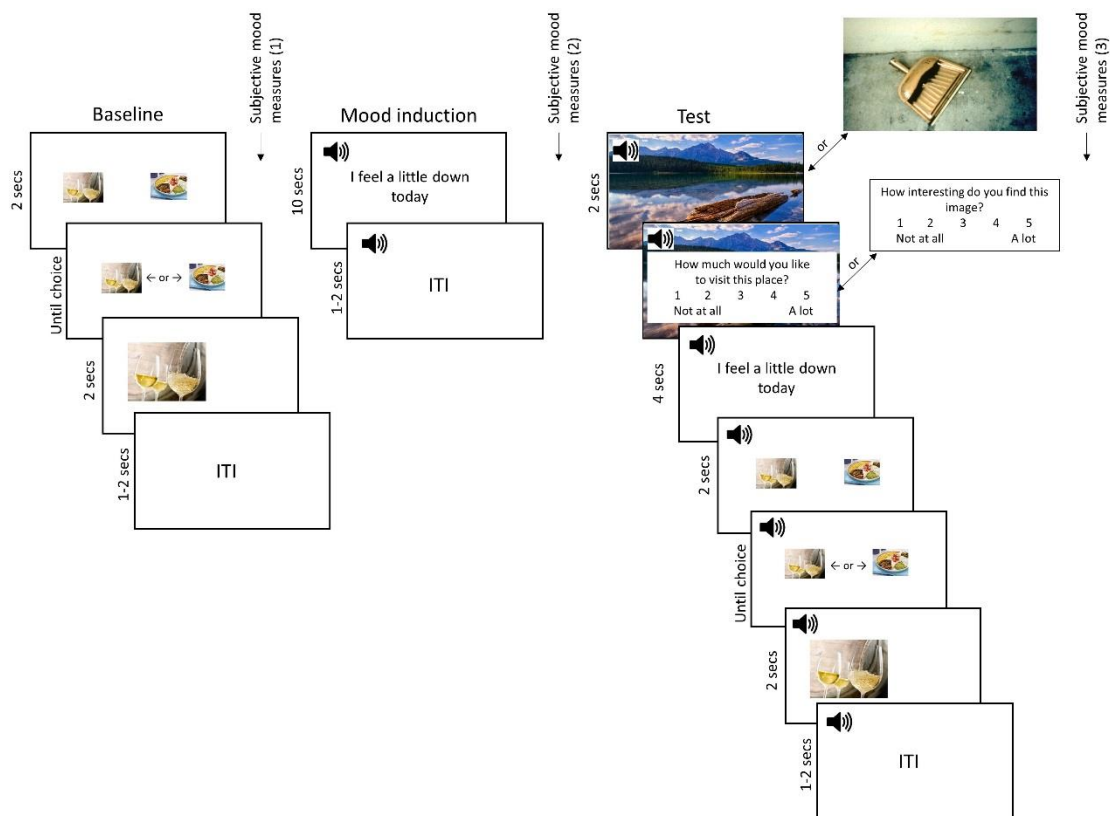 Baseline
2 secs
← or →
Until choice
2 secs
ITI
1-2 secs
Subjective mood
measures (1)
Mood induction
I feel a little down
today
10 secs
ITI
1-2 secs
Subjective mood
measures (2)
Test
2 secs
or
How much would you like
to visit this place?
1 2 3 4 5
Not at all A lot
or
How interesting do you find this
image?
1 2 3 4 5
Not at all A lot
I feel a little down
today
4 secs
2 secs
← or →
Until choice
2 secs
ITI
1-2 secs
Subjective mood
measures (3)